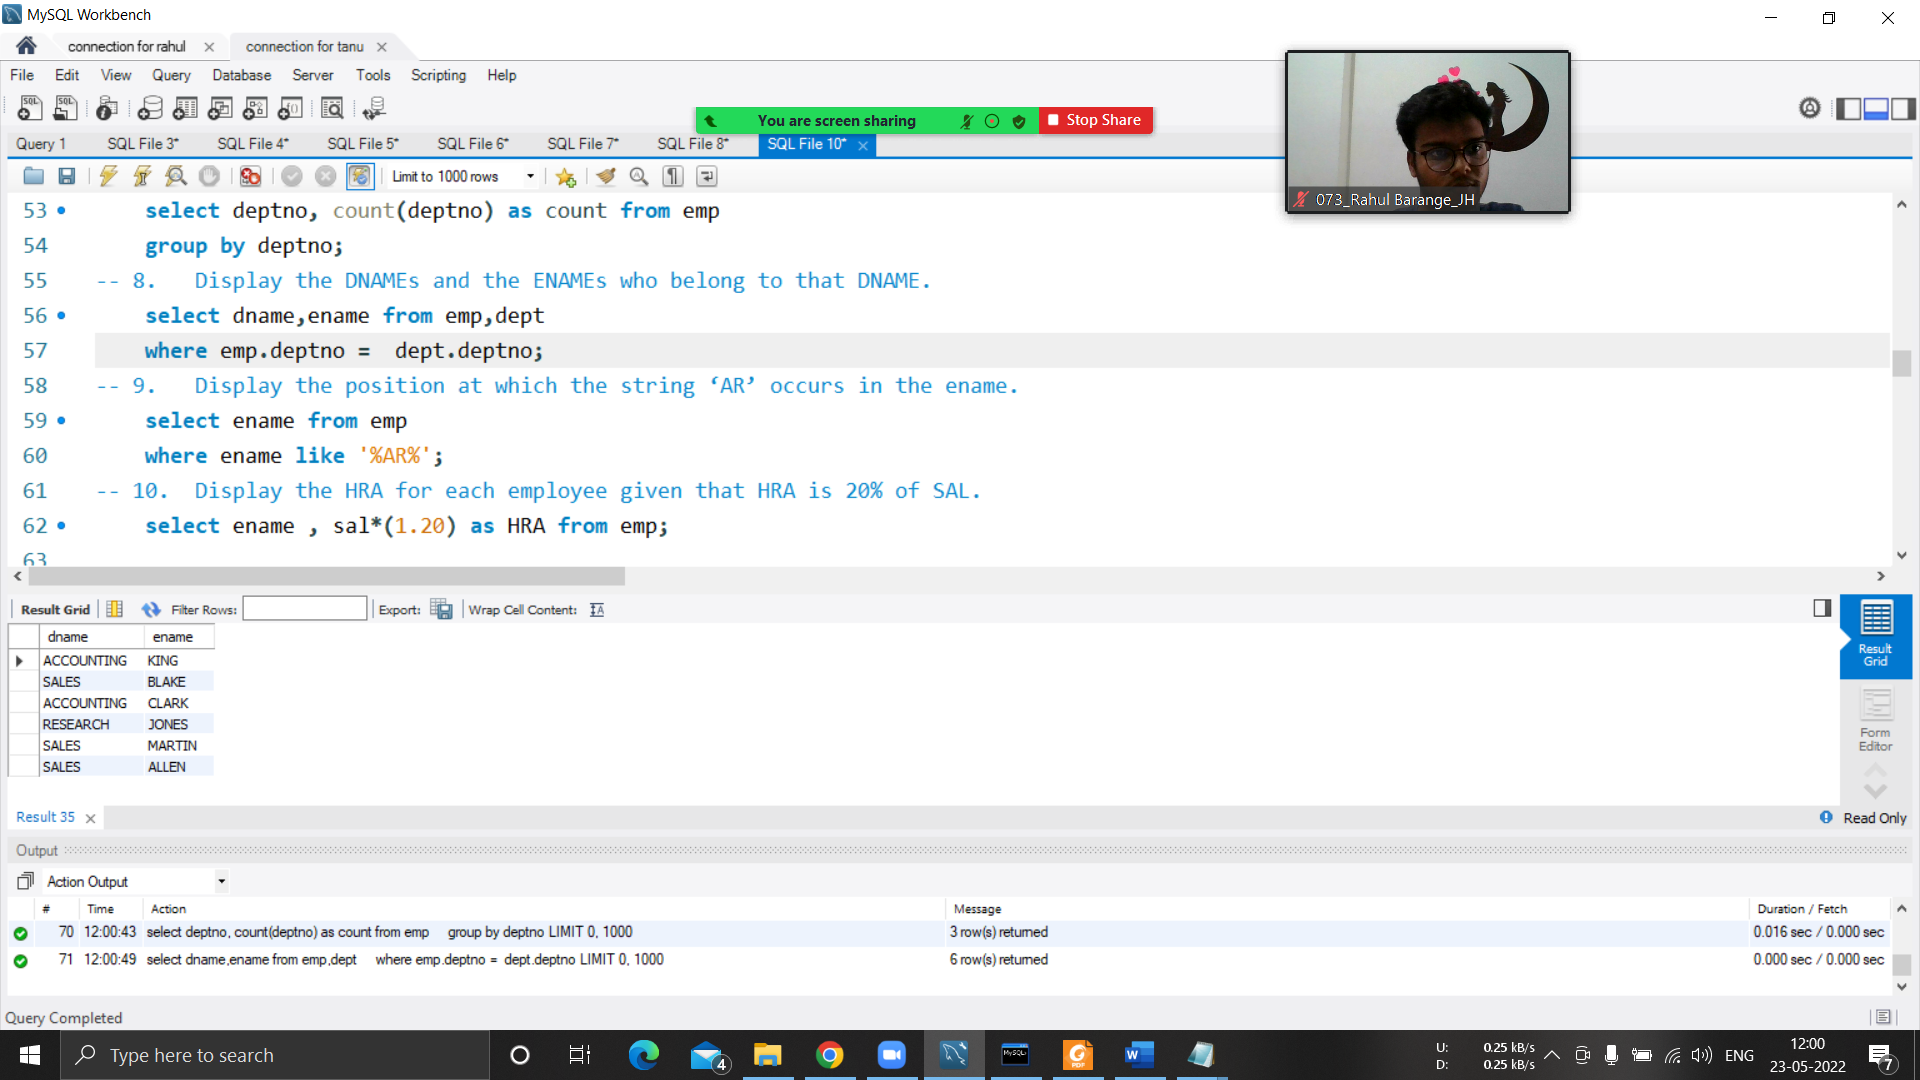 MySQL Workbench
connection for rahul
connection for tanu
File Edit View Query Database Server Tools Scripting Help
You are screen sharing
Stop Share
073_Rahul Barange_JH
Query 1 SQL File 3* SQL File 4* SQL File 5* SQL File 6* SQL File 7* SQL File 8* SQL File 10*
Limit to 1000 rows
53 select deptno, count(deptno) as count from emp
54 group by deptno;
55 -- 8. Display the DNAMEs and the ENAMEs who belong to that DNAME.
56 select dname,ename from emp,dept
57 where emp.deptno = dept.deptno;
58 -- 9. Display the position at which the string ‘AR’ occurs in the ename.
59 select ename from emp
60 where ename like '%AR%';
61 -- 10. Display the HRA for each employee given that HRA is 20% of SAL.
62 select ename , sal*(1.20) as HRA from emp;
63
Result Grid Filter Rows: Export: Wrap Cell Content:
dname ename
ACCOUNTING KING
SALES BLAKE
ACCOUNTING CLARK
RESEARCH JONES
SALES MARTIN
SALES ALLEN
Result Grid
Form Editor
Result 35
Read Only
Output
Action Output
# Time Action Message Duration / Fetch
70 12:00:43 select deptno, count(deptno) as count from emp group by deptno LIMIT 0, 1000 3 row(s) returned 0.016 sec / 0.000 sec
71 12:00:49 select dname,ename from emp,dept where emp.deptno = dept.deptno LIMIT 0, 1000 6 row(s) returned 0.000 sec / 0.000 sec
Query Completed
Type here to search
4
U: 0.25 kB/s
D: 0.25 kB/s
ENG
12:00
23-05-2022
7